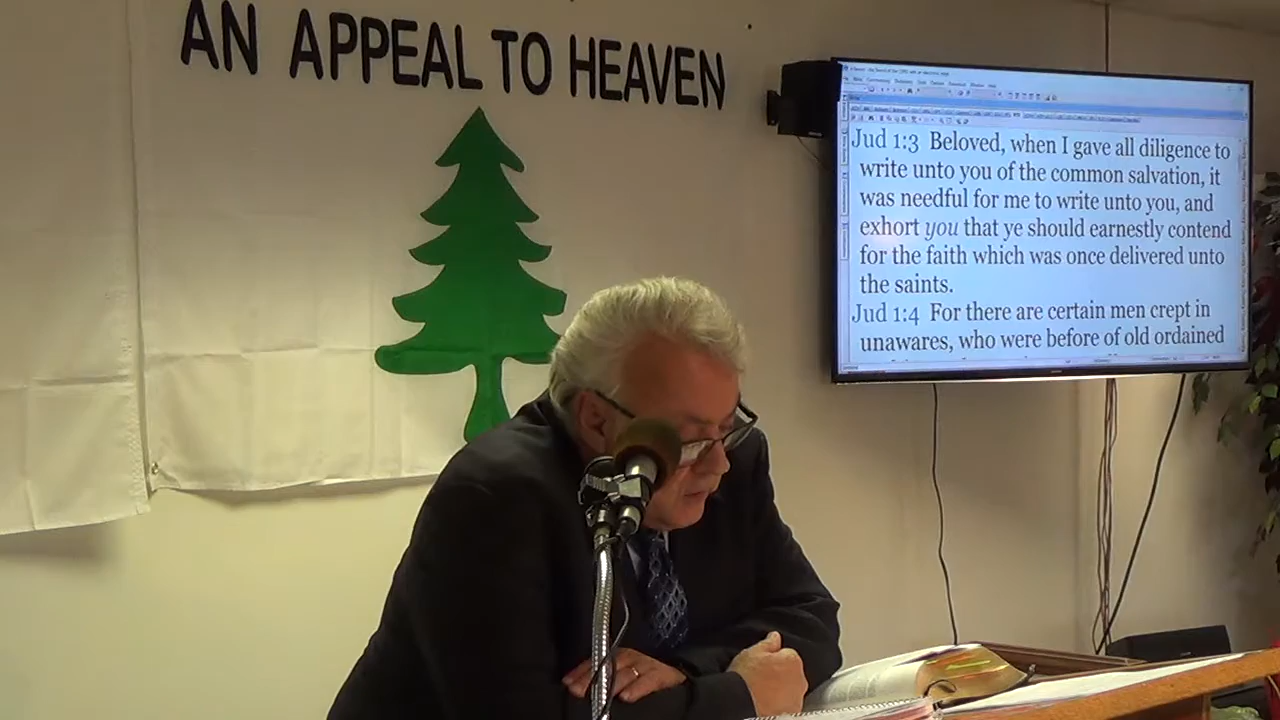 AN APPEAL TO HEAVEN
Jud 1:3 Beloved, when I gave all diligence to
write unto you of the common salvation, it
was needful for me to write unto you, and
exhort you that ye should earnestly contend
for the faith which was once delivered unto
the saints.
Jud 1:4 For there are certain men crept in
unawares, who were before of old ordained